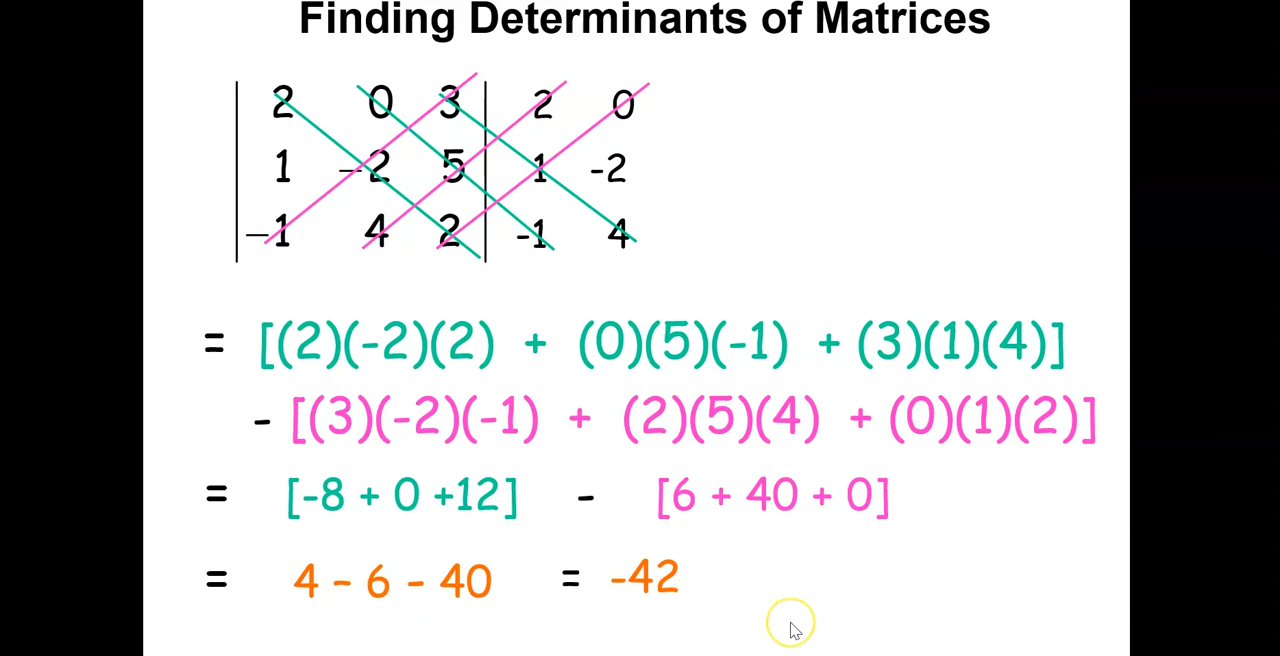 Finding Determinants of Matrices
2 0 3 2 0
1 -2 5 1 -2
-1 4 2 -1 4
= [(2)(-2)(2) + (0)(5)(-1) + (3)(1)(4)]
- [(3)(-2)(-1) + (2)(5)(4) + (0)(1)(2)]
= [-8 + 0 +12] - [6 + 40 + 0]
= 4 - 6 - 40 = -42